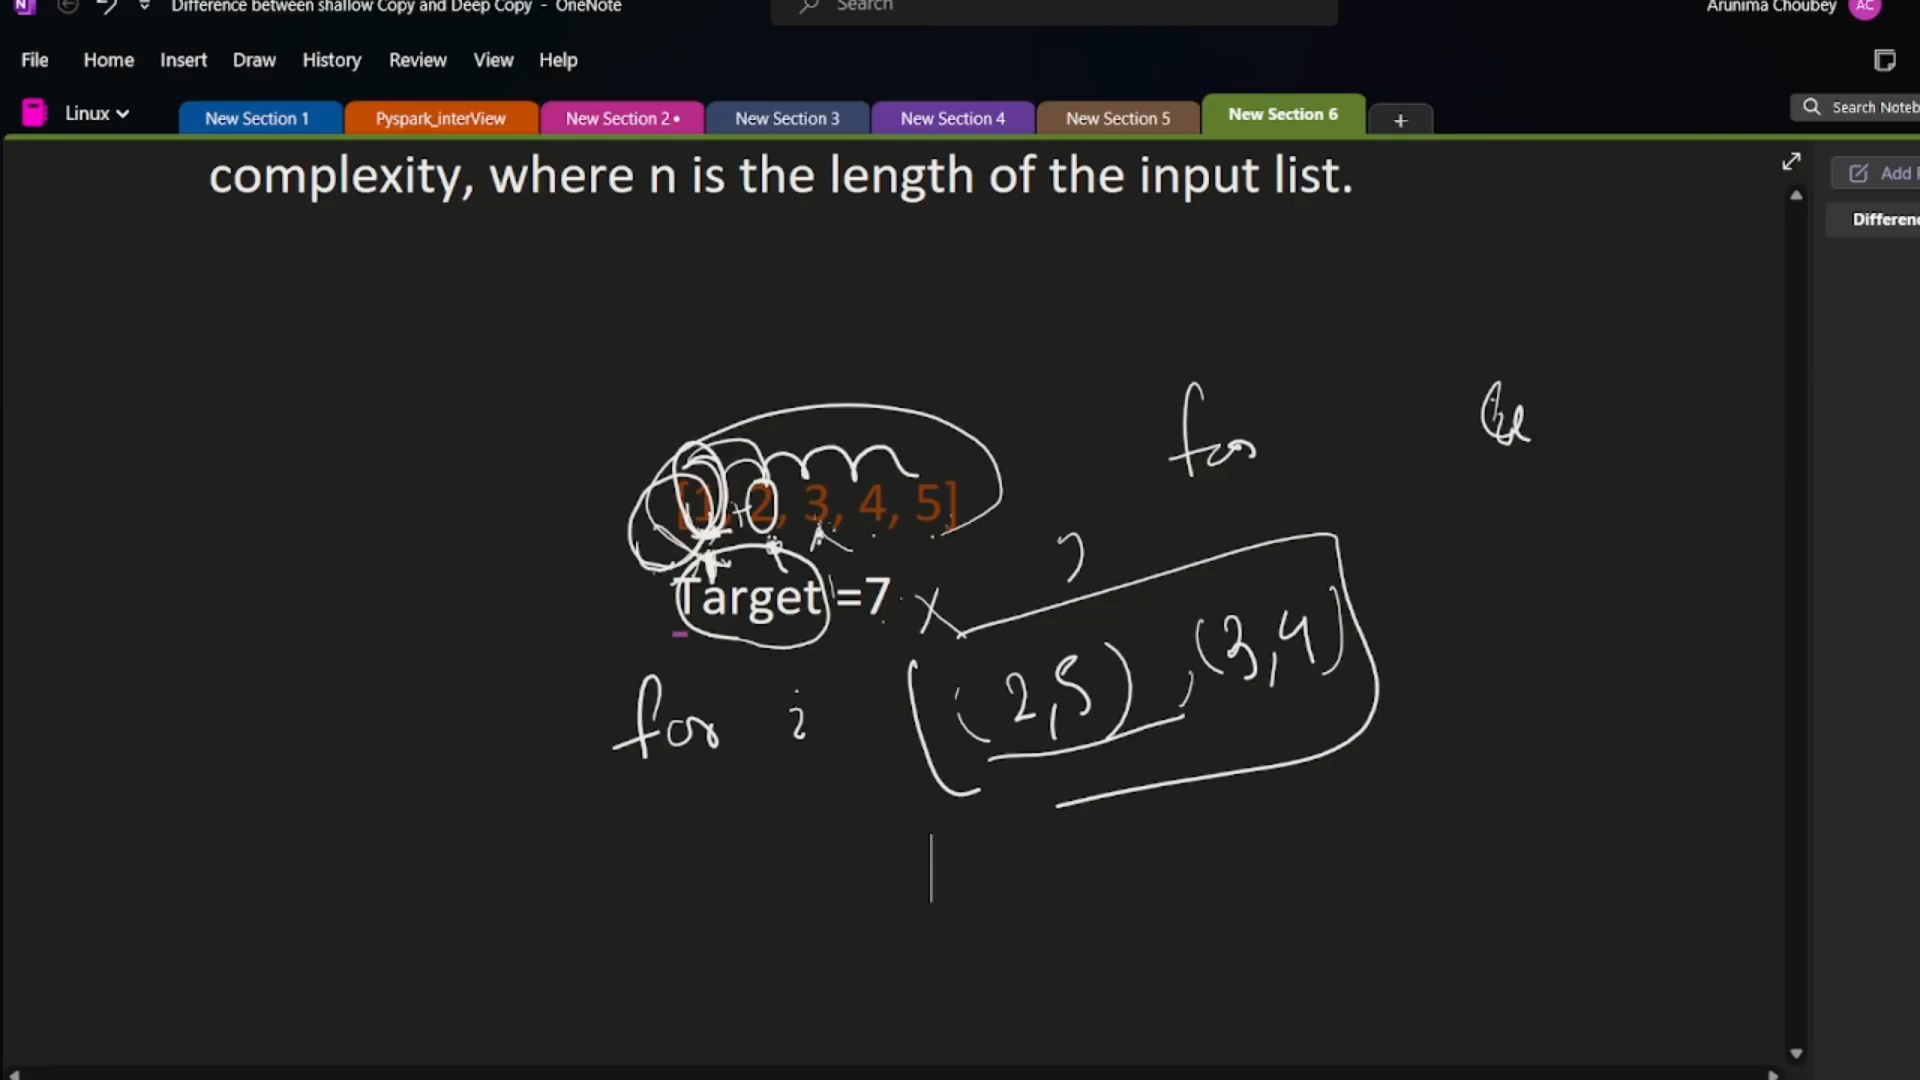 Difference between shallow Copy and Deep Copy - OneNote
Search
Arunima Choubey
AC
File Home Insert Draw History Review View Help
Linux
New Section 1
Pyspark_interView
New Section 2
New Section 3
New Section 4
New Section 5
New Section 6
+
Search Noteb
complexity, where n is the length of the input list.
Add
Differenc
for
[1, 2, 3, 4, 5]
+
Target =7
(2,5) , (3,4)
for i